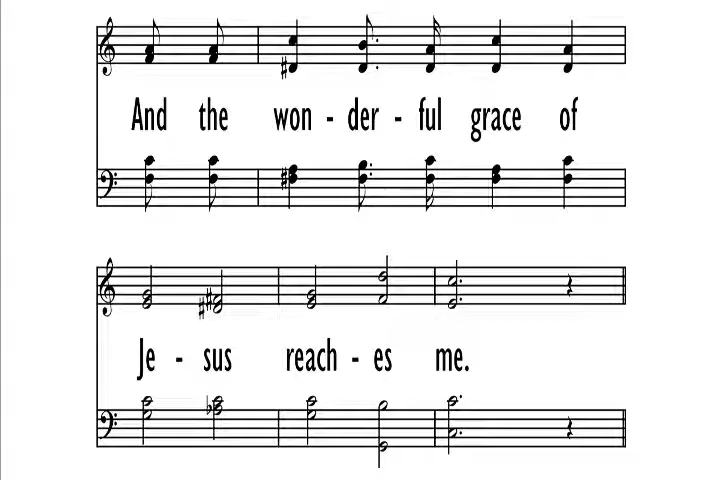 And the won - der - ful grace of
Je - sus reach - es me.